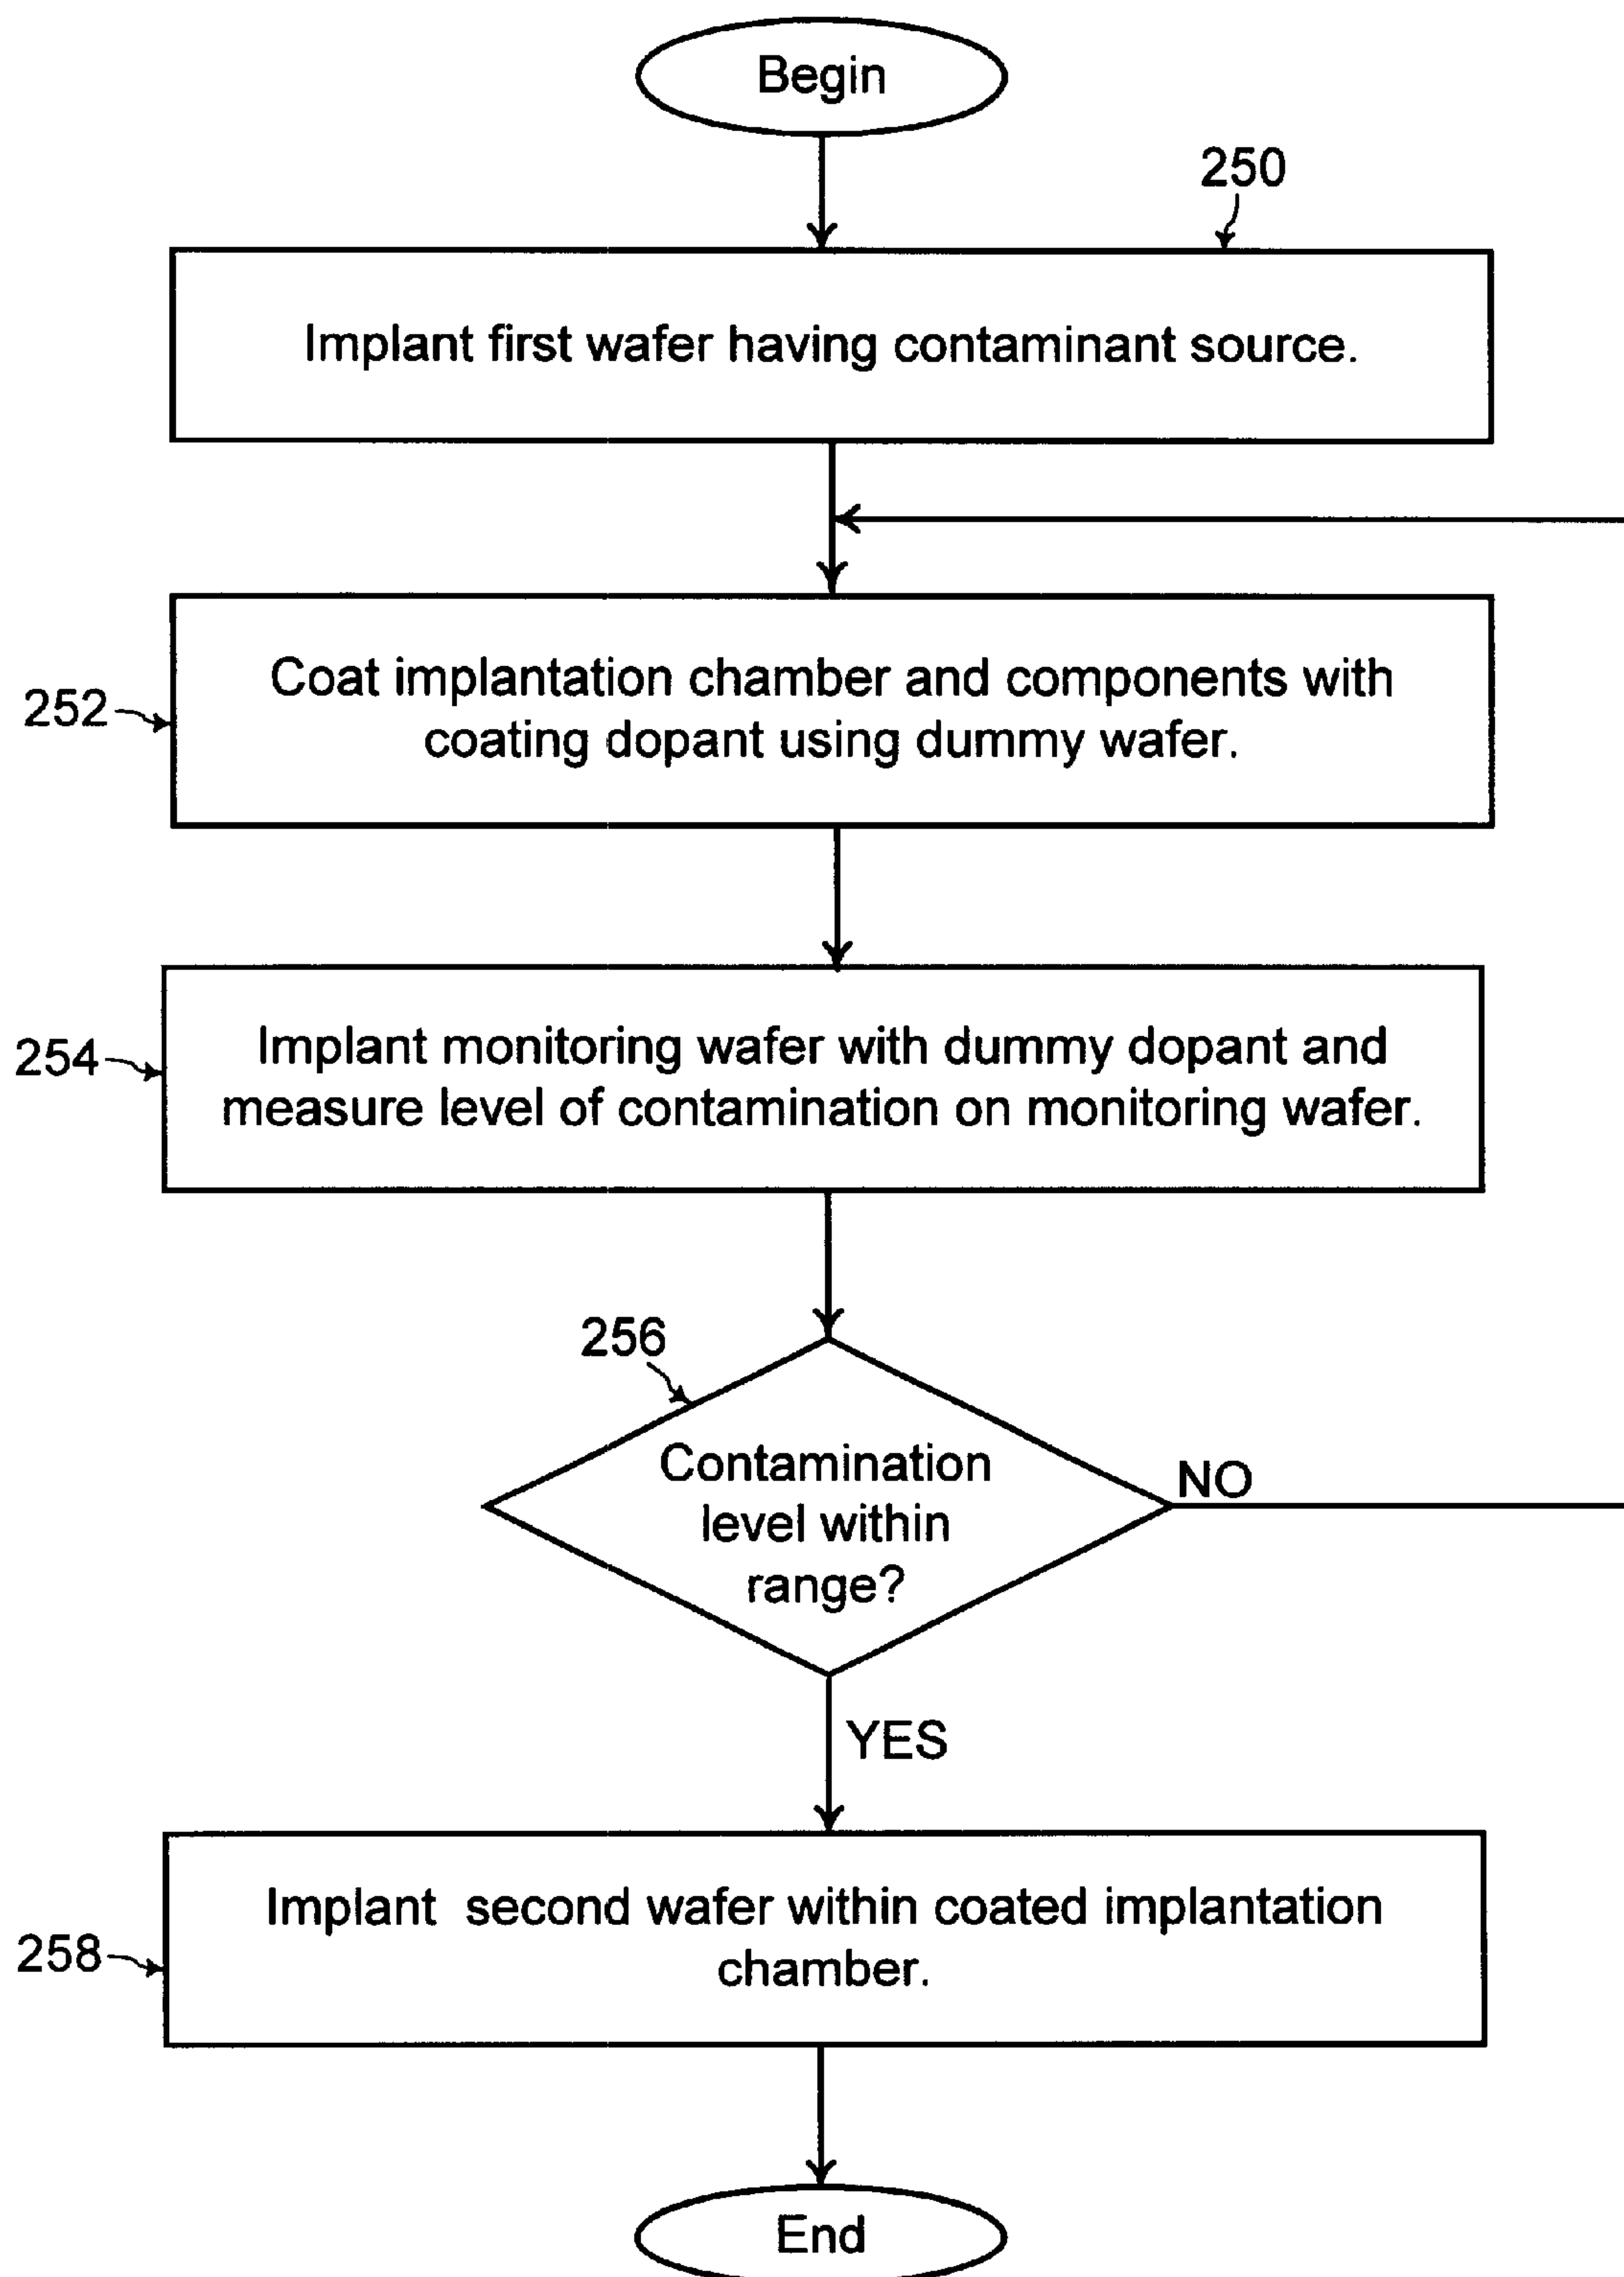 Begin
250
Implant first wafer having contaminant source.
252
Coat implantation chamber and components with
coating dopant using dummy wafer.
254
Implant monitoring wafer with dummy dopant and
measure level of contamination on monitoring wafer.
256
Contamination
level within
range?
NO
YES
258
Implant second wafer within coated implantation
chamber.
End